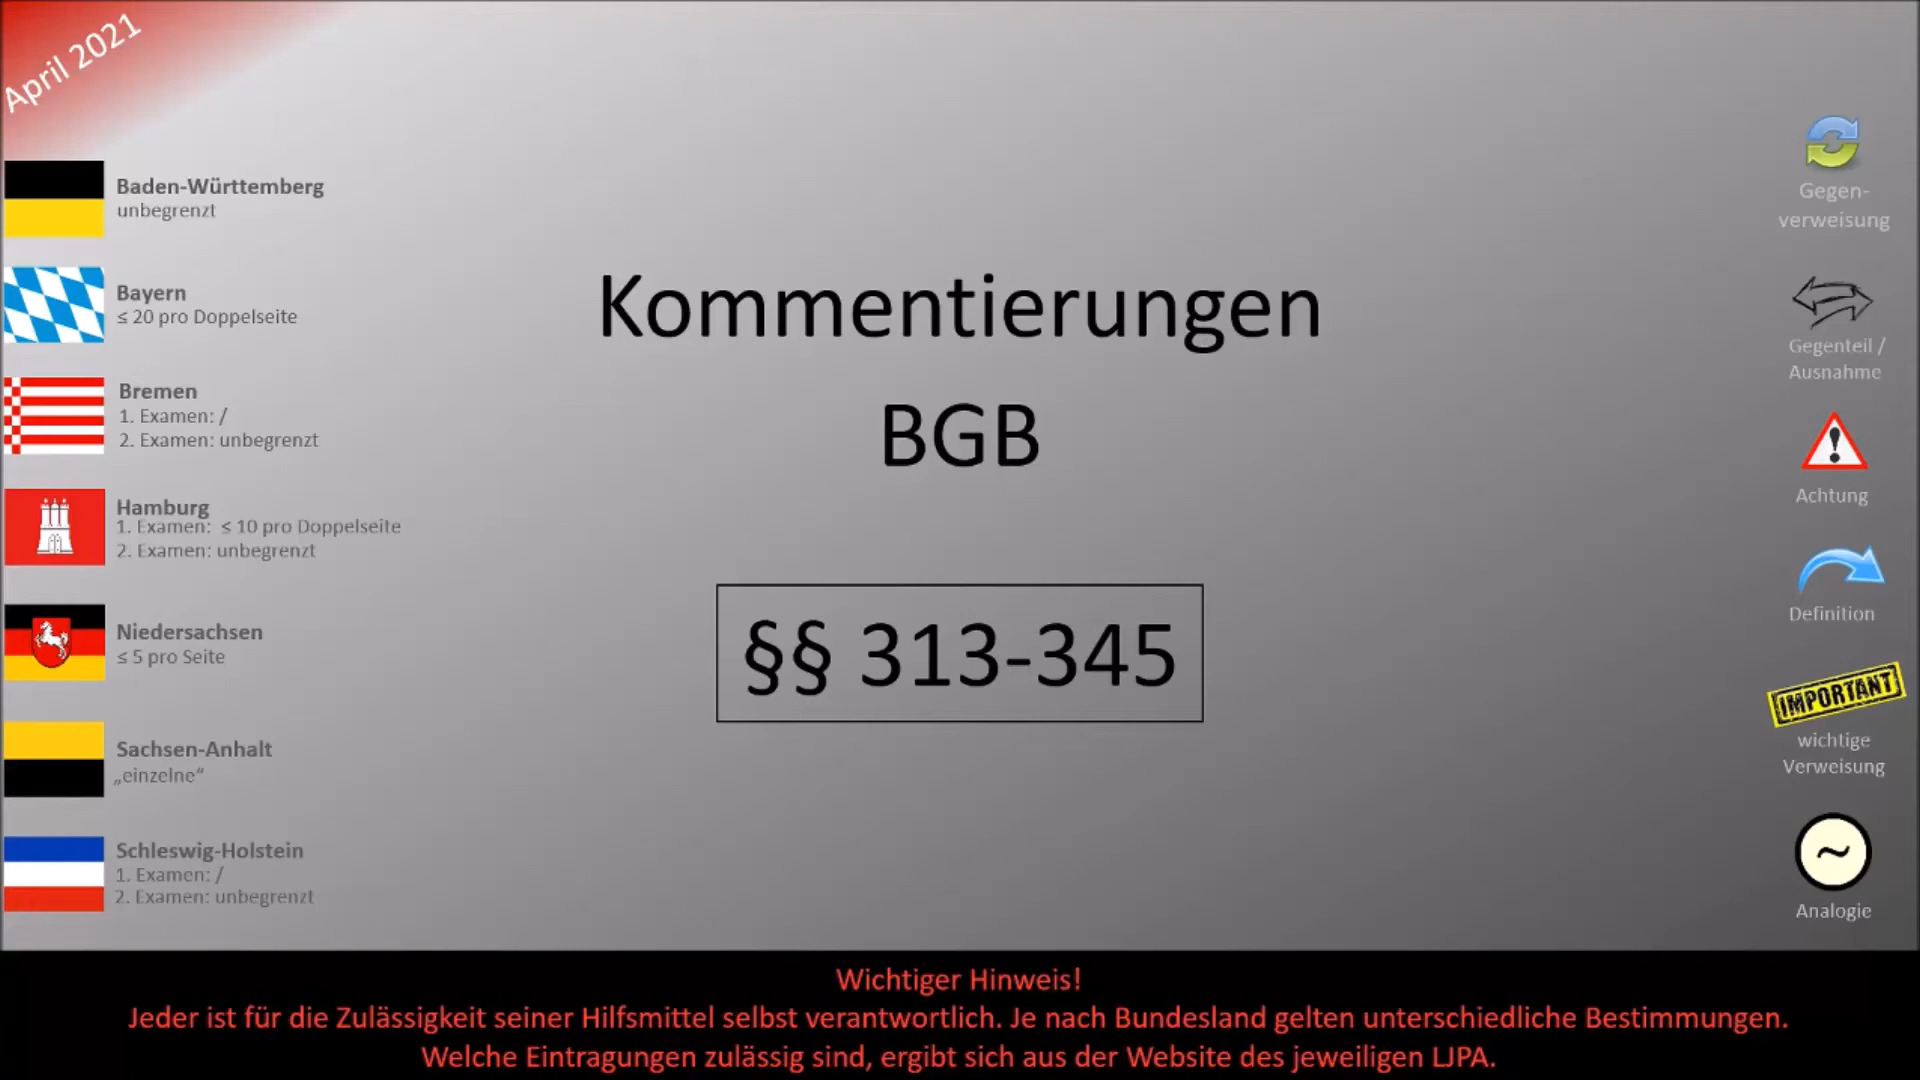 April 2021
Baden-Württemberg
unbegrenzt
Bayern
≤ 20 pro Doppelseite
Bremen
1. Examen: /
2. Examen: unbegrenzt
Hamburg
1. Examen: ≤ 10 pro Doppelseite
2. Examen: unbegrenzt
Niedersachsen
≤ 5 pro Seite
Sachsen-Anhalt
„einzelne“
Schleswig-Holstein
1. Examen: /
2. Examen: unbegrenzt
Kommentierungen
BGB
§§ 313-345
Gegen-
verweisung
Gegenteil /
Ausnahme
Achtung
Definition
IMPORTANT
wichtige
Verweisung
~
Analogie
Wichtiger Hinweis!
Jeder ist für die Zulässigkeit seiner Hilfsmittel selbst verantwortlich. Je nach Bundesland gelten unterschiedliche Bestimmungen.
Welche Eintragungen zulässig sind, ergibt sich aus der Website des jeweiligen LJPA.